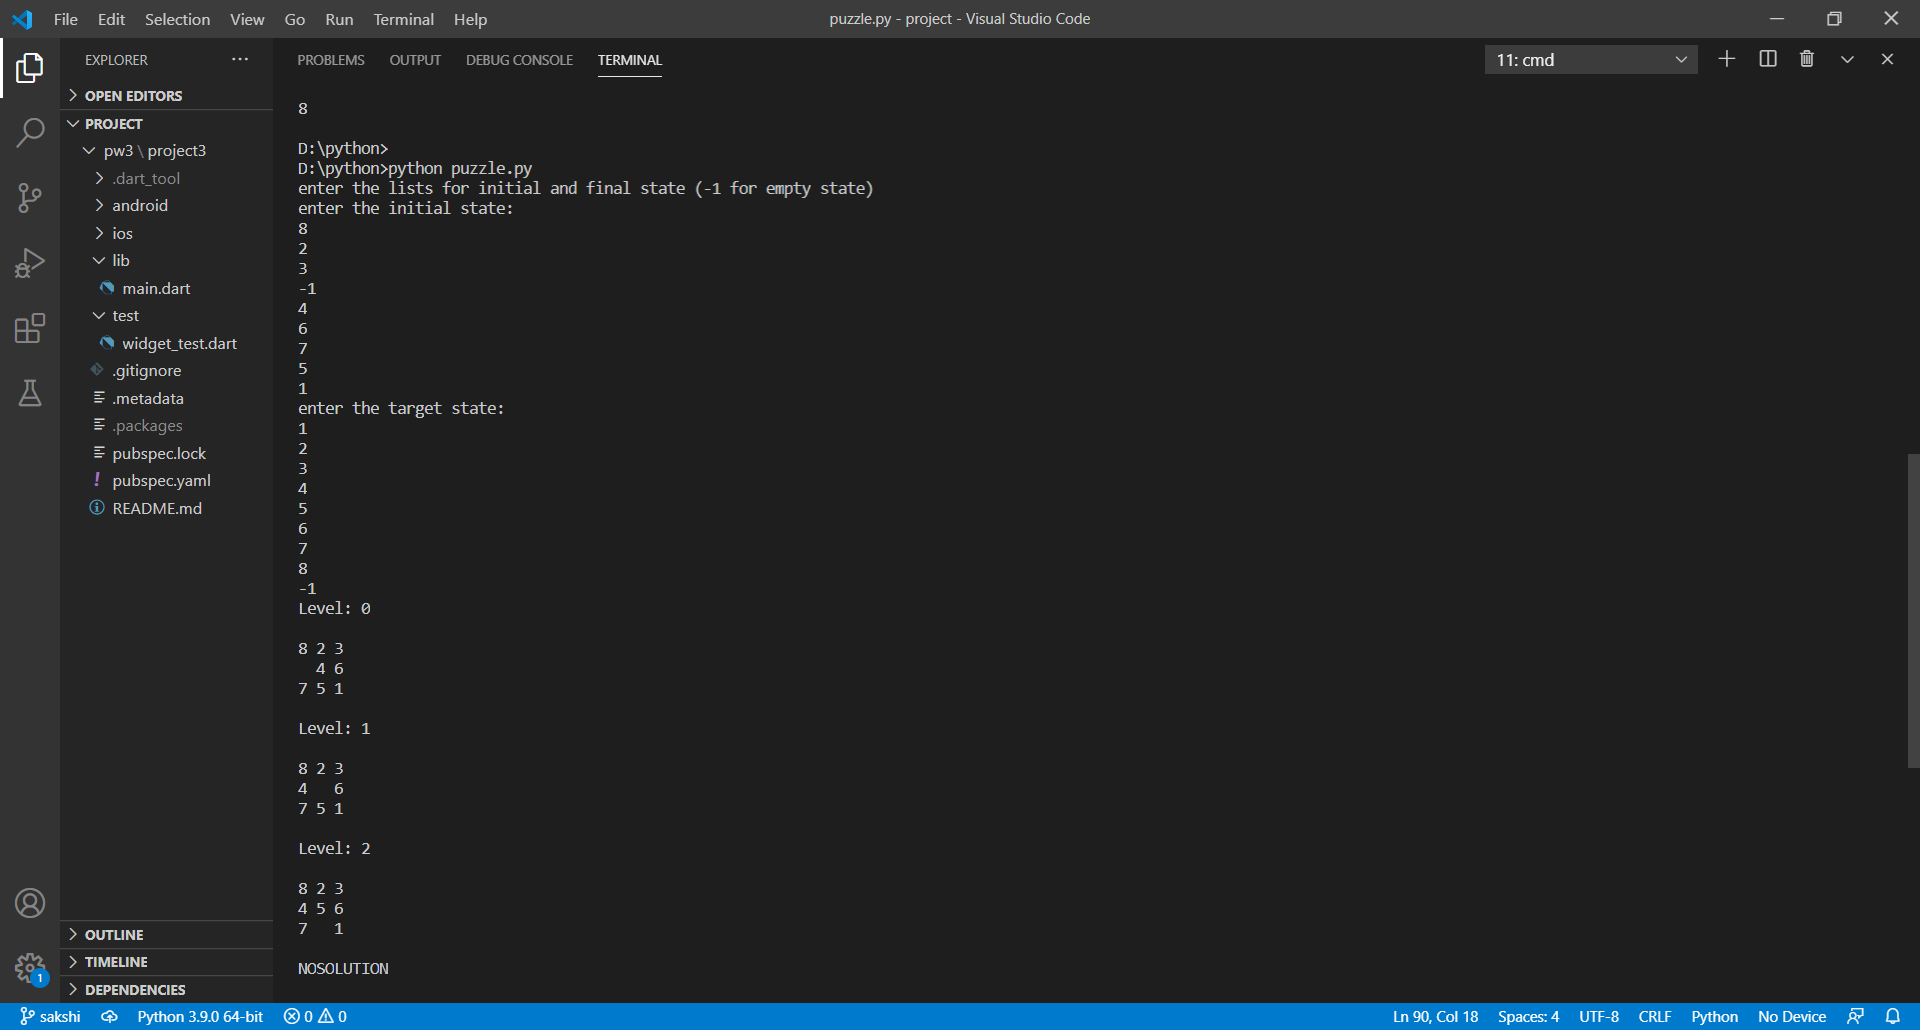 File Edit Selection View Go Run Terminal Help
puzzle.py - project - Visual Studio Code
EXPLORER
OPEN EDITORS
PROJECT
pw3 \ project3
.dart_tool
android
ios
lib
main.dart
test
widget_test.dart
.gitignore
.metadata
.packages
pubspec.lock
pubspec.yaml
README.md
OUTLINE
TIMELINE
DEPENDENCIES
1
PROBLEMS OUTPUT DEBUG CONSOLE TERMINAL
11: cmd
8
D:\python>
D:\python>python puzzle.py
enter the lists for initial and final state (-1 for empty state)
enter the initial state:
8
2
3
-1
4
6
7
5
1
enter the target state:
1
2
3
4
5
6
7
8
-1
Level: 0
8 2 3
  4 6
7 5 1
Level: 1
8 2 3
4   6
7 5 1
Level: 2
8 2 3
4 5 6
7   1
NOSOLUTION
sakshi Python 3.9.0 64-bit 0 0
Ln 90, Col 18 Spaces: 4 UTF-8 CRLF Python No Device